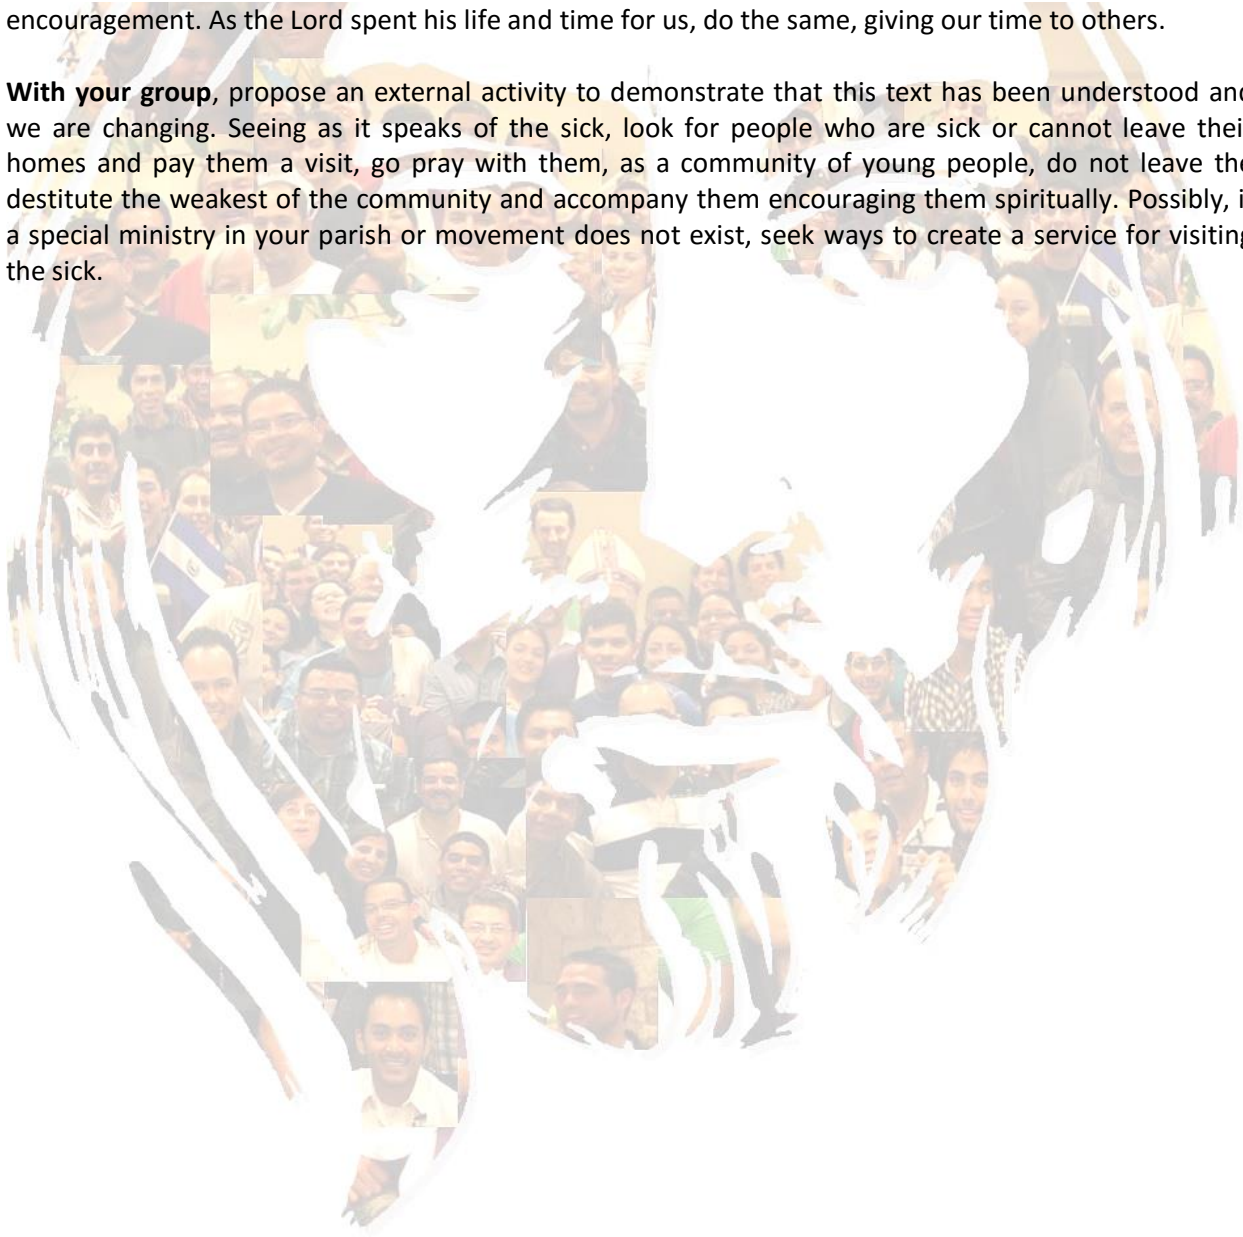 encouragement. As the Lord spent his life and time for us, do the same, giving our time to others.
With your group, propose an external activity to demonstrate that this text has been understood and
we are changing. Seeing as it speaks of the sick, look for people who are sick or cannot leave thei
homes and pay them a visit, go pray with them, as a community of young people, do not leave the
destitute the weakest of the community and accompany them encouraging them spiritually. Possibly, i
a special ministry in your parish or movement does not exist, seek ways to create a service for visiting
the sick.